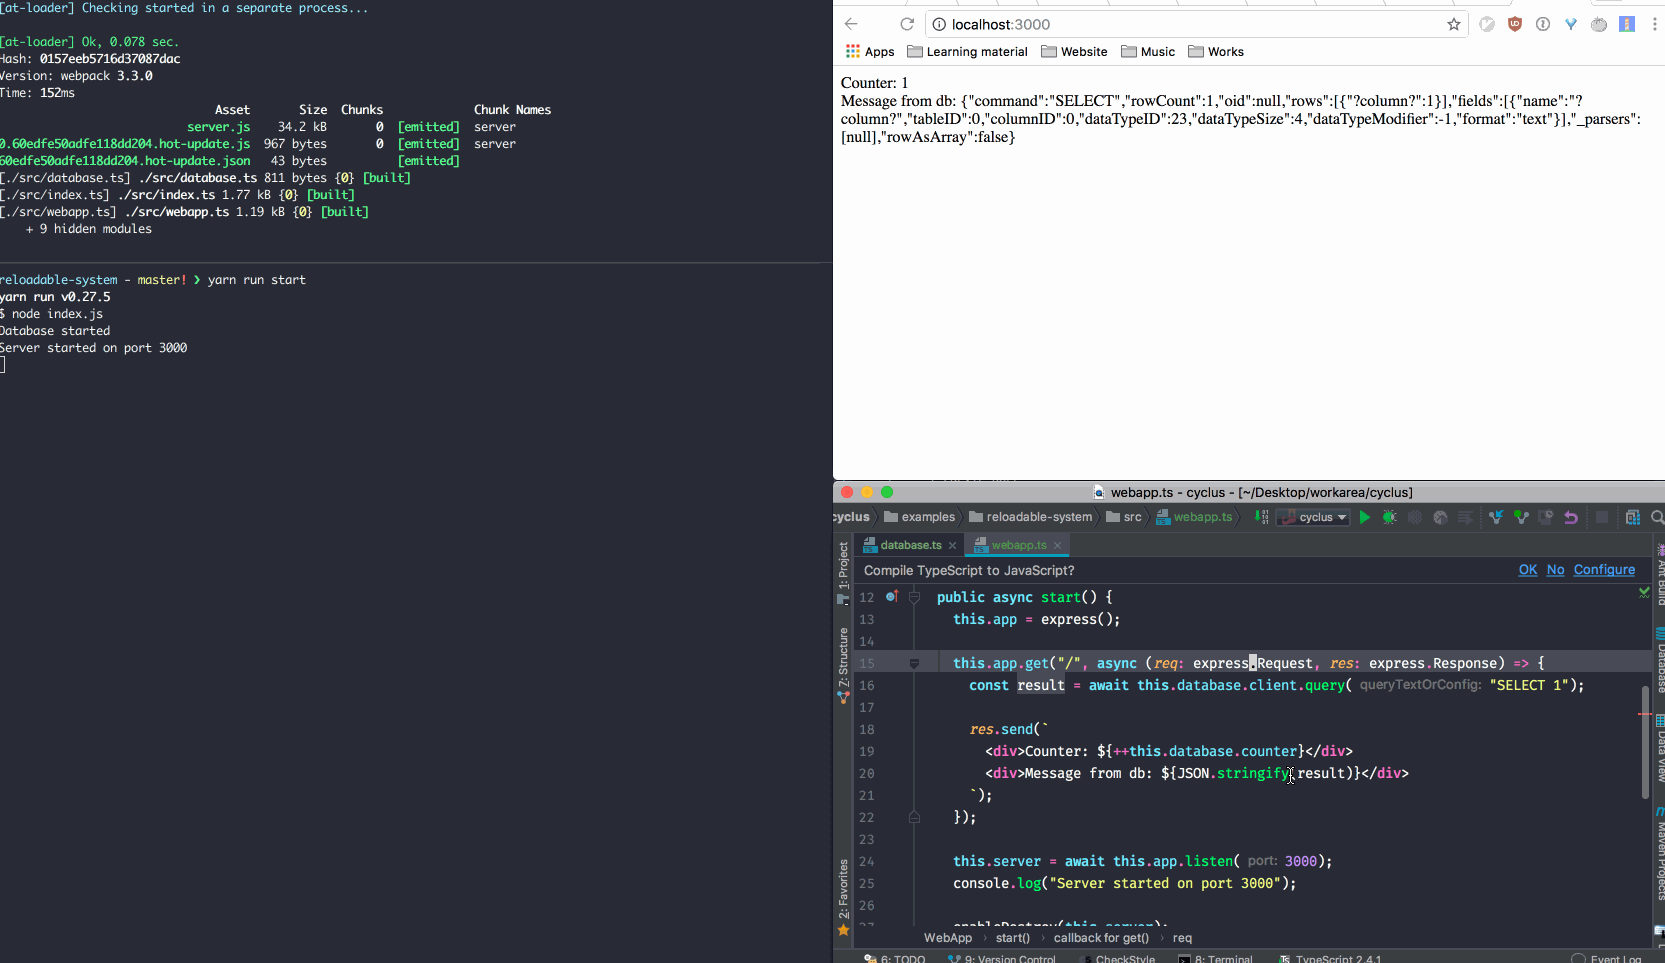 [at-loader] Checking started in a separate process...
[at-loader] Ok, 0.078 sec.
Hash: 0157eeb5716d37087dac
Version: webpack 3.3.0
Time: 152ms
Asset Size Chunks Chunk Names
server.js 34.2 kB 0 [emitted] server
0.60edfe50adfe118dd204.hot-update.js 967 bytes 0 [emitted] server
60edfe50adfe118dd204.hot-update.json 43 bytes [emitted]
[./src/database.ts] ./src/database.ts 811 bytes {0} [built]
[./src/index.ts] ./src/index.ts 1.77 kB {0} [built]
[./src/webapp.ts] ./src/webapp.ts 1.19 kB {0} [built]
+ 9 hidden modules
reloadable-system - master! ❯ yarn run start
yarn run v0.27.5
$ node index.js
Database started
Server started on port 3000
localhost:3000
Apps Learning material Website Music Works
Counter: 1
Message from db: {"command":"SELECT","rowCount":1,"oid":null,"rows":[{"?column?":1}],"fields":[{"name":"?
column?","tableID":0,"columnID":0,"dataTypeID":23,"dataTypeSize":4,"dataTypeModifier":-1,"format":"text"}],"_parsers":
[null],"rowAsArray":false}
webapp.ts - cyclus - [~/Desktop/workarea/cyclus]
cyclus examples reloadable-system src webapp.ts cyclus
database.ts webapp.ts
Compile TypeScript to JavaScript? OK No Configure
12 public async start() {
13 this.app = express();
14
15 this.app.get("/", async (req: express.Request, res: express.Response) => {
16 const result = await this.database.client.query( queryTextOrConfig: "SELECT 1");
17
18 res.send(`
19 <div>Counter: ${++this.database.counter}</div>
20 <div>Message from db: ${JSON.stringify(result)}</div>
21 `);
22 });
23
24 this.server = await this.app.listen( port: 3000);
25 console.log("Server started on port 3000");
26
27 enableDestroy(this.server);
WebApp › start() › callback for get() › req
1: Project
7: Structure
2: Favorites
Ant Build
Database
Data View
Maven Projects
6: TODO 9: Version Control CheckStyle 8: Terminal TypeScript 2.4.1 Event Log